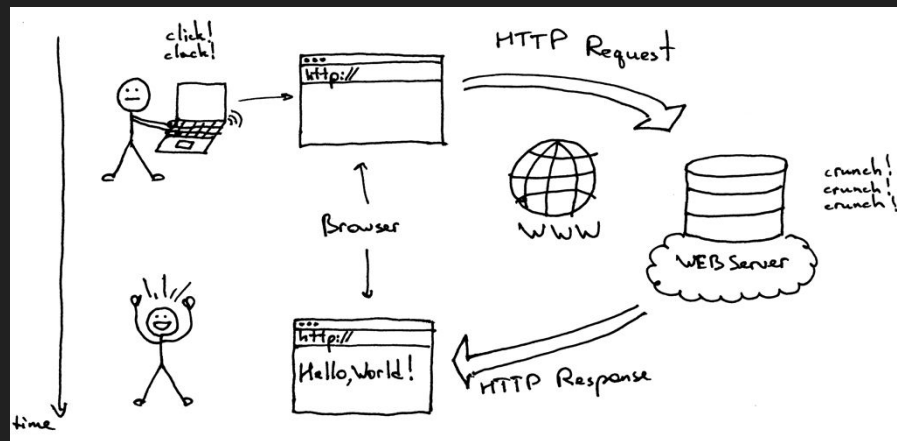 click!
clack!
http://
HTTP Request
crunch!
crunch!
crunch!
WWW
WEB Server
Browser
http://
Hello, World!
HTTP Response
time